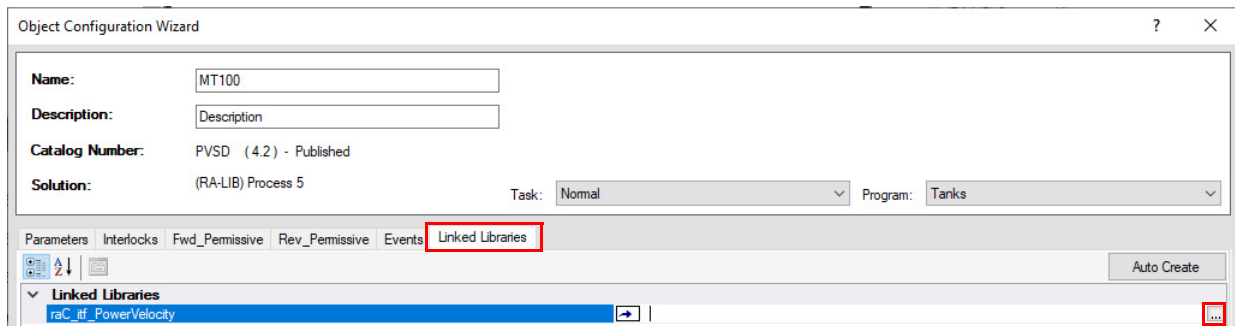 Object Configuration Wizard ? ×
Name: MT100
Description: Description
Catalog Number: PVSD (4.2) - Published
Solution: (RA-LIB) Process 5 Task: Normal Program: Tanks
Parameters Interlocks Fwd_Permissive Rev_Permissive Events Linked Libraries
Auto Create
Linked Libraries
raC_itf_PowerVelocity ...